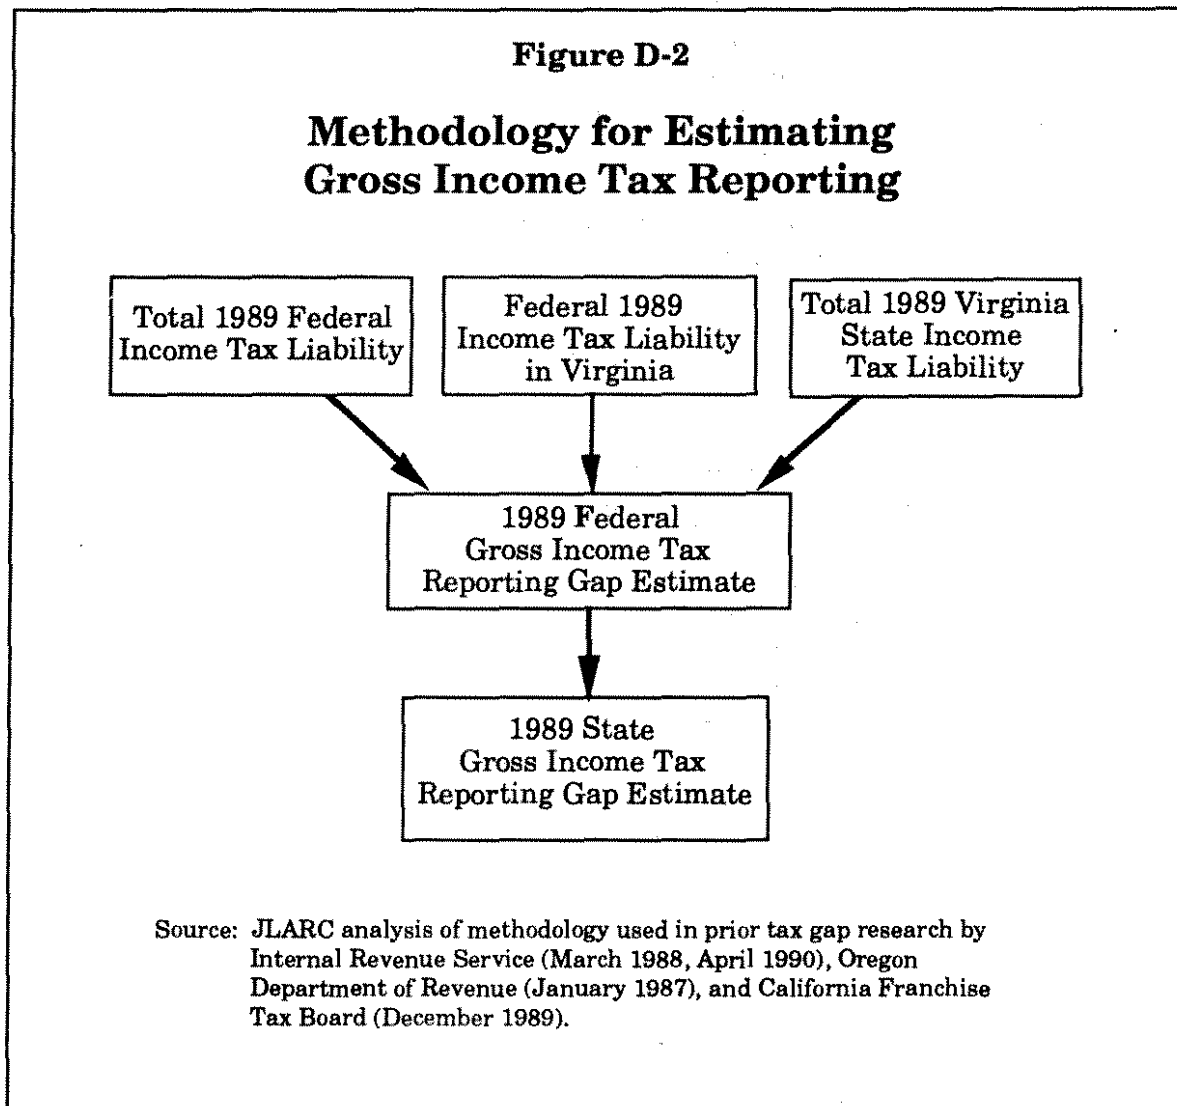 Figure D-2
Methodology for Estimating
Gross Income Tax Reporting
Total 1989 Federal
Income Tax Liability
Federal 1989
Income Tax Liability
in Virginia
Total 1989 Virginia
State Income
Tax Liability
1989 Federal
Gross Income Tax
Reporting Gap Estimate
1989 State
Gross Income Tax
Reporting Gap Estimate
Source: JLARC analysis of methodology used in prior tax gap research by
Internal Revenue Service (March 1988, April 1990), Oregon
Department of Revenue (January 1987), and California Franchise
Tax Board (December 1989).